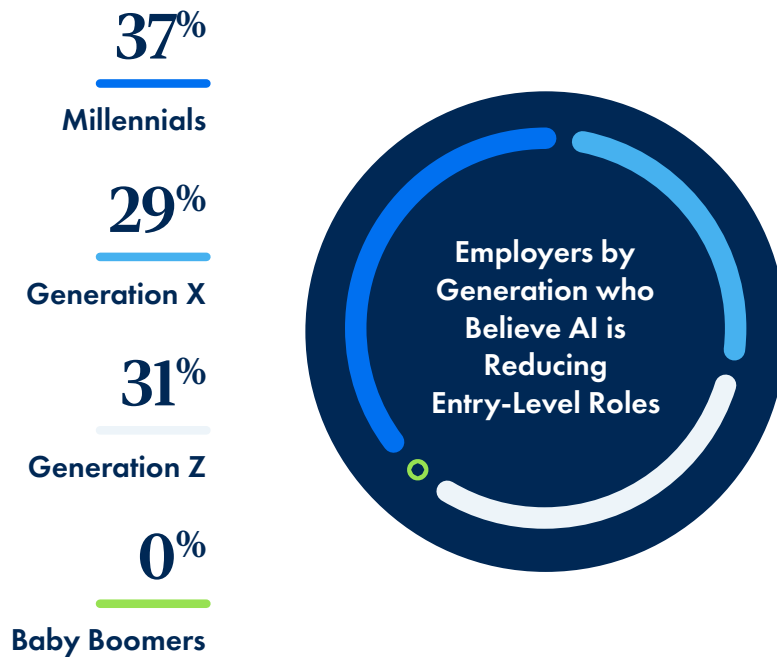 37%
Millennials
29%
Generation X
31%
Generation Z
0%
Baby Boomers
Employers by
Generation who
Believe AI is
Reducing
Entry-Level Roles